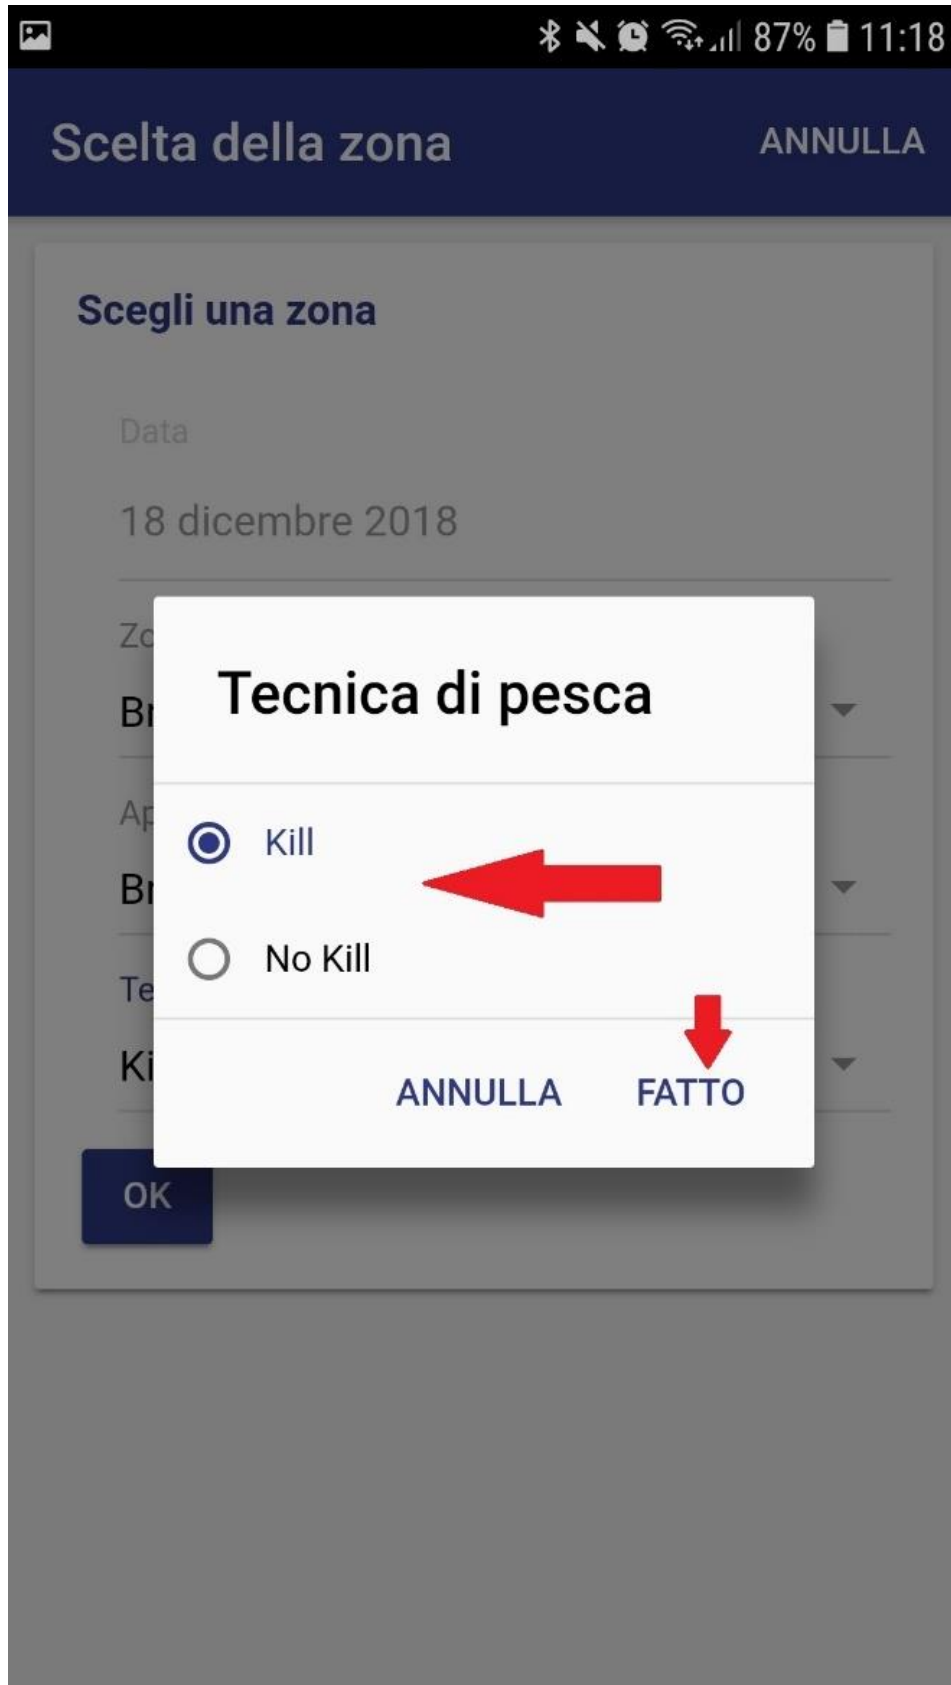 87% 11:18
Scelta della zona ANNULLA
Scegli una zona
Data
18 dicembre 2018
Tecnica di pesca
Kill
No Kill
ANNULLA FATTO
OK